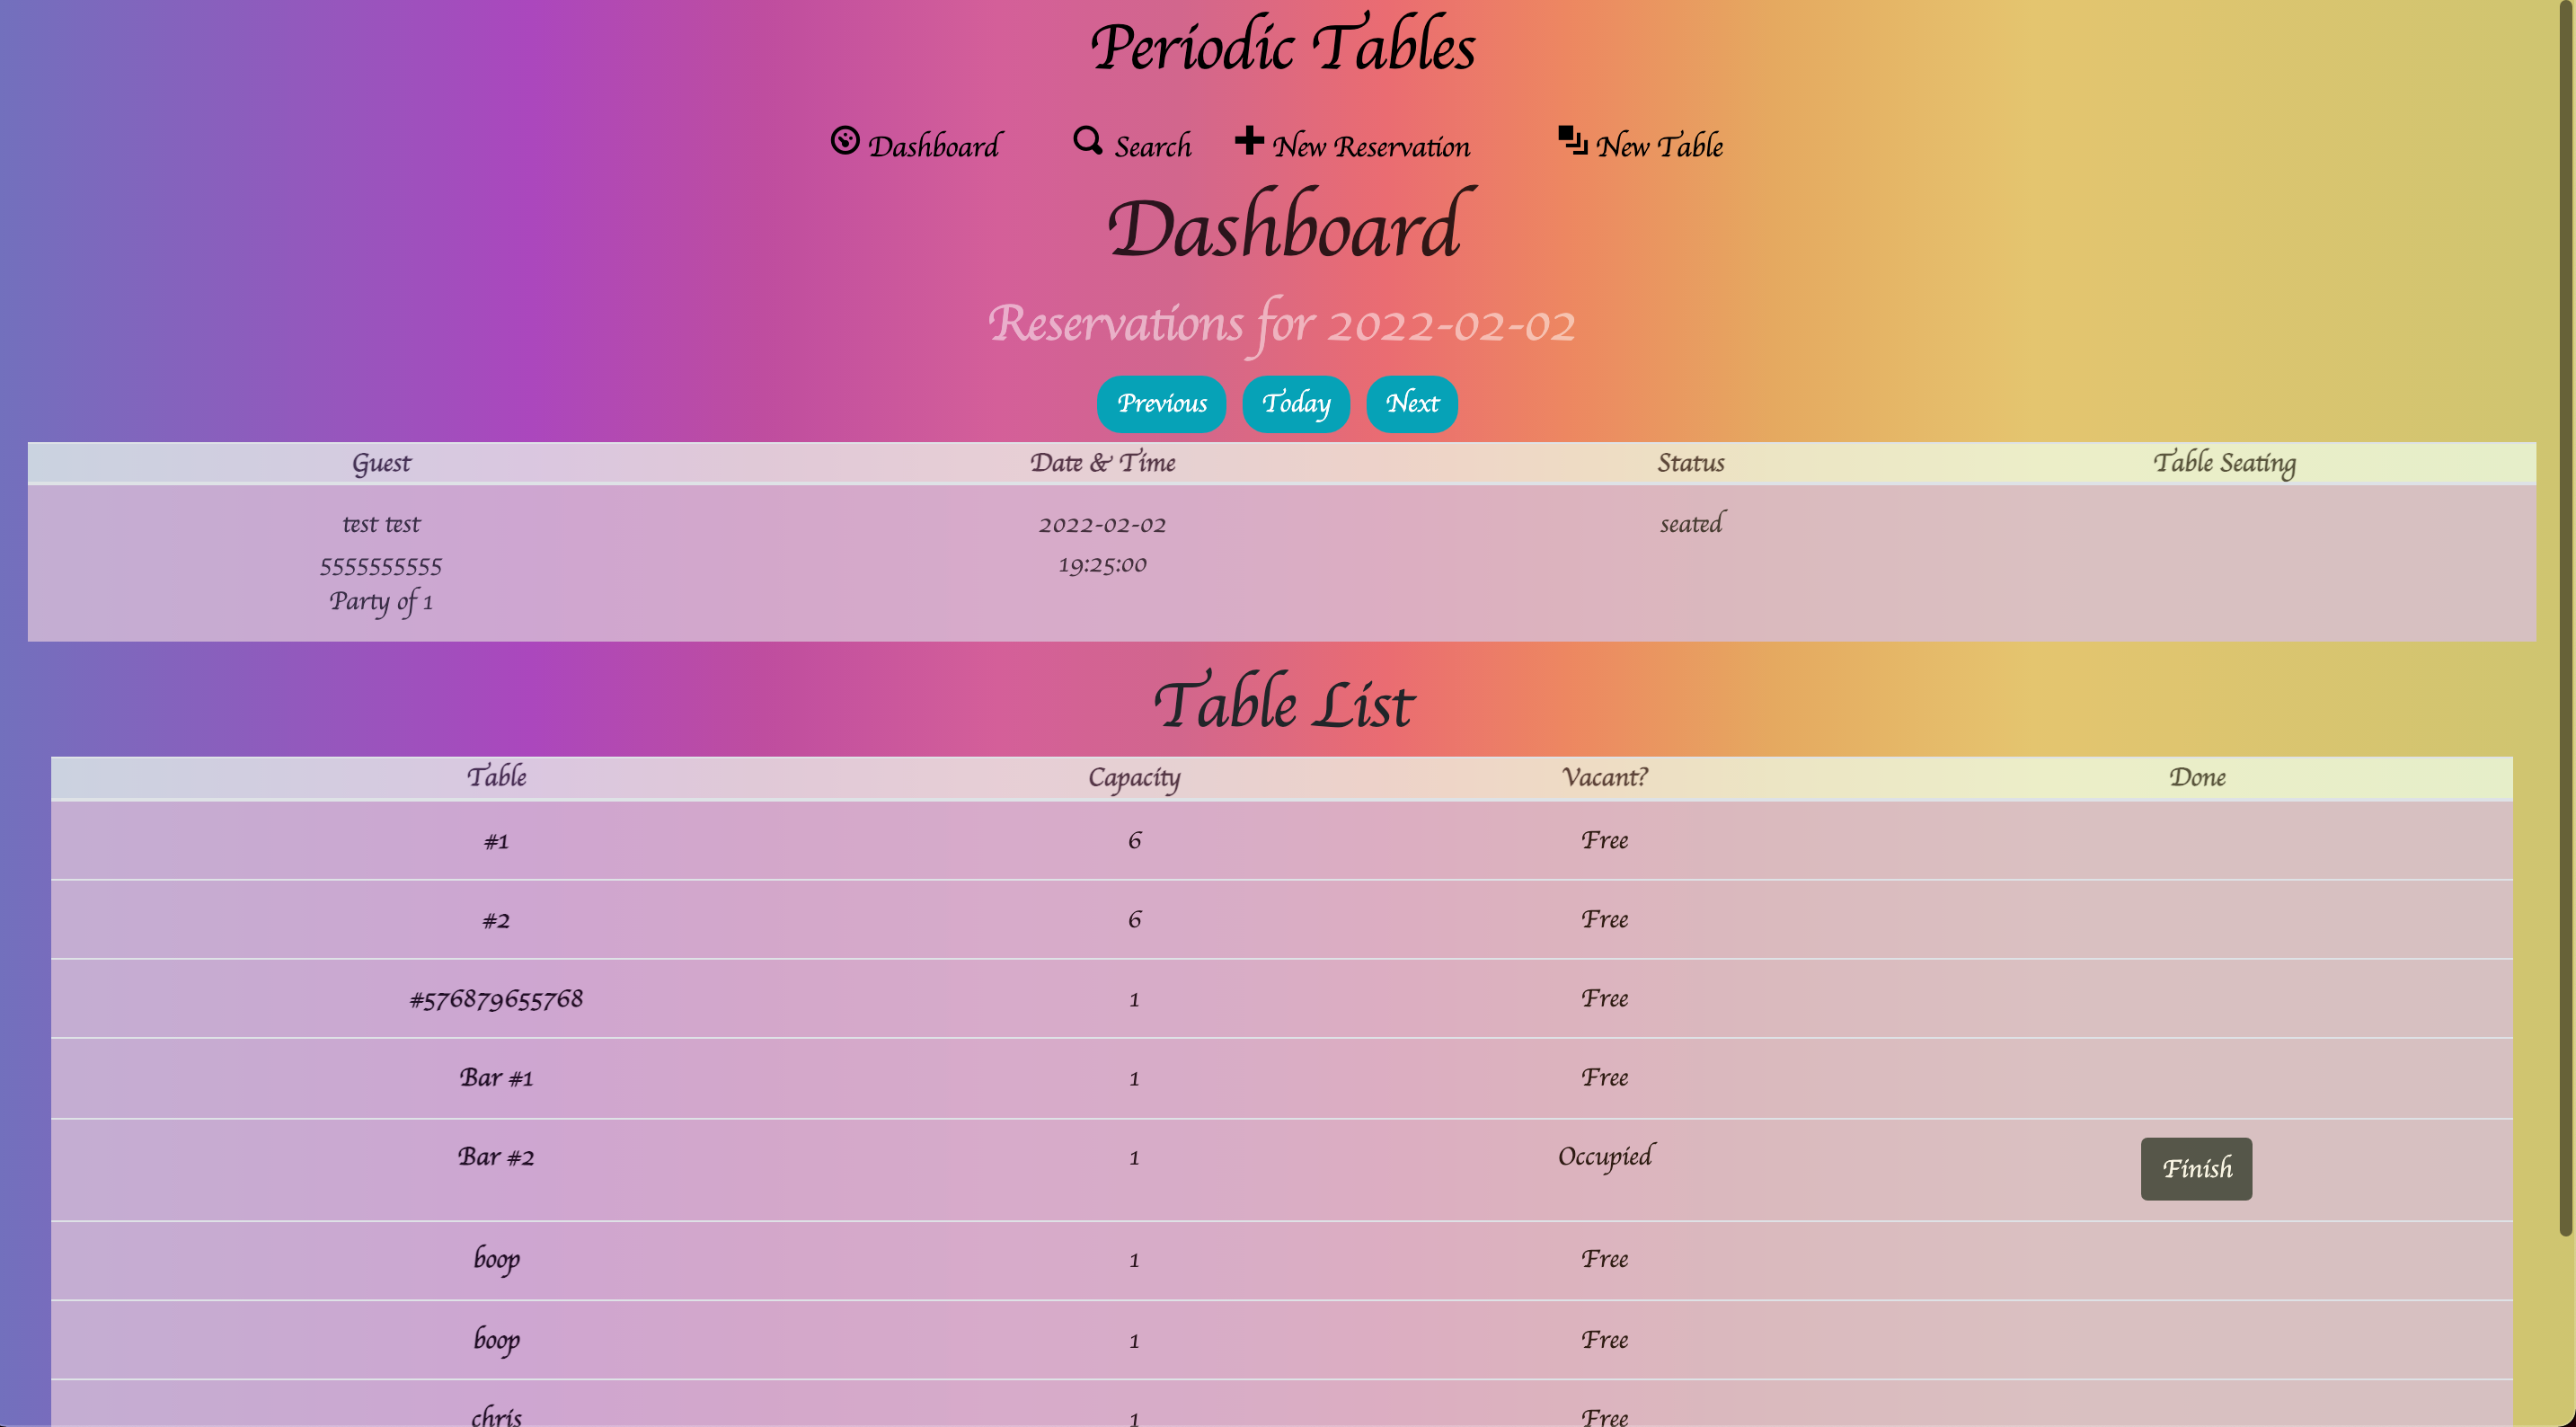 Periodic Tables
Dashboard Search New Reservation New Table
Dashboard
Reservations for 2022-02-02
Previous Today Next
Guest Date & Time Status Table Seating
test test 2022-02-02 seated
5555555555 19:25:00
Party of 1
Table List
Table Capacity Vacant? Done
#1 6 Free
#2 6 Free
#576879655768 1 Free
Bar #1 1 Free
Bar #2 1 Occupied Finish
boop 1 Free
boop 1 Free
chris 1 Free